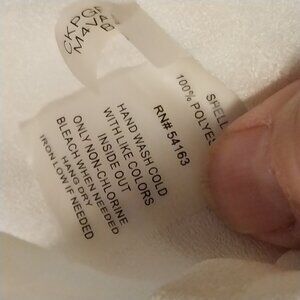 SHELL
100% POLYES
RN# 54163
HAND WASH COLD
WITH LIKE COLORS
INSIDE OUT
ONLY NON-CHLORINE
BLEACH WHEN NEEDED
HANG DRY
IRON LOW IF NEEDED